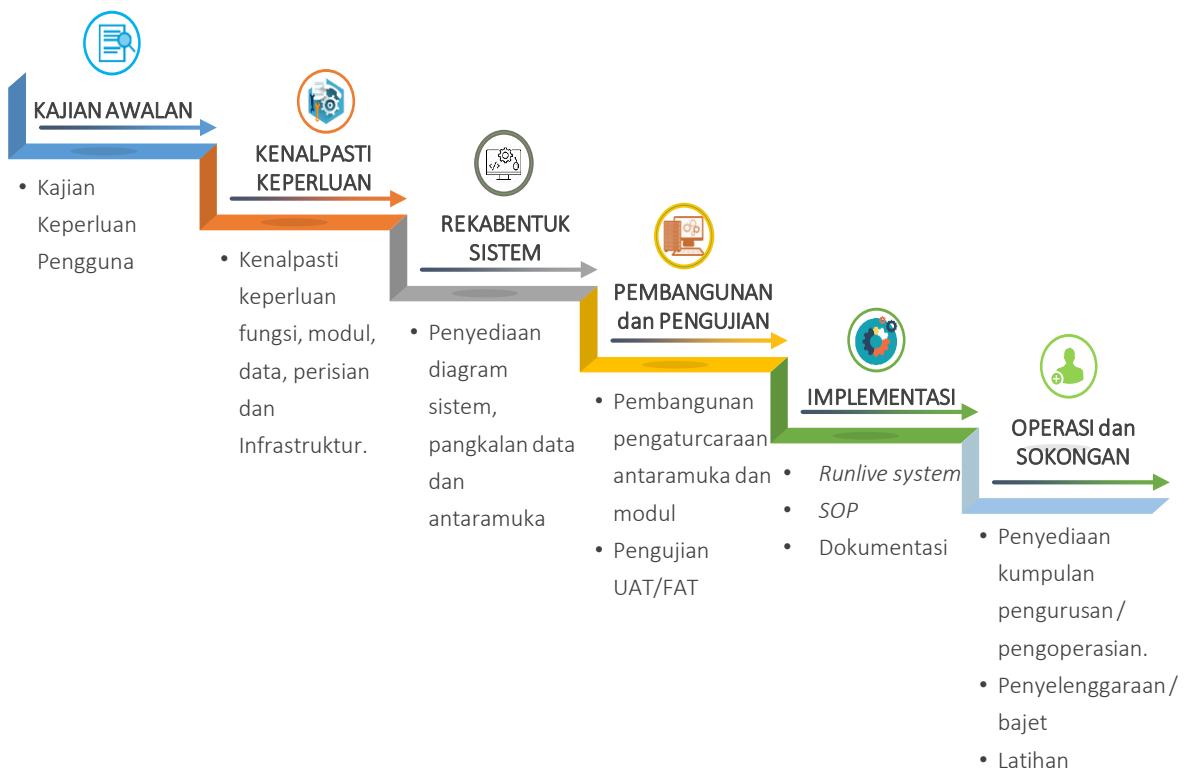 KAJIAN AWALAN
• Kajian
Keperluan
Pengguna
KENALPASTI
KEPERLUAN
• Kenalpasti
keperluan
fungsi, modul,
data, perisian
dan
Infrastruktur.
REKABENTUK
SISTEM
• Penyediaan
diagram
sistem,
pangkalan data
dan
antaramuka
PEMBANGUNAN
dan PENGUJIAN
• Pembangunan
pengaturcaraan
antaramuka dan
modul
• Pengujian
UAT/FAT
IMPLEMENTASI
• Runlive system
• SOP
• Dokumentasi
OPERASI dan
SOKONGAN
• Penyediaan
kumpulan
pengurusan /
pengoperasian.
• Penyelenggaraan /
bajet
• Latihan